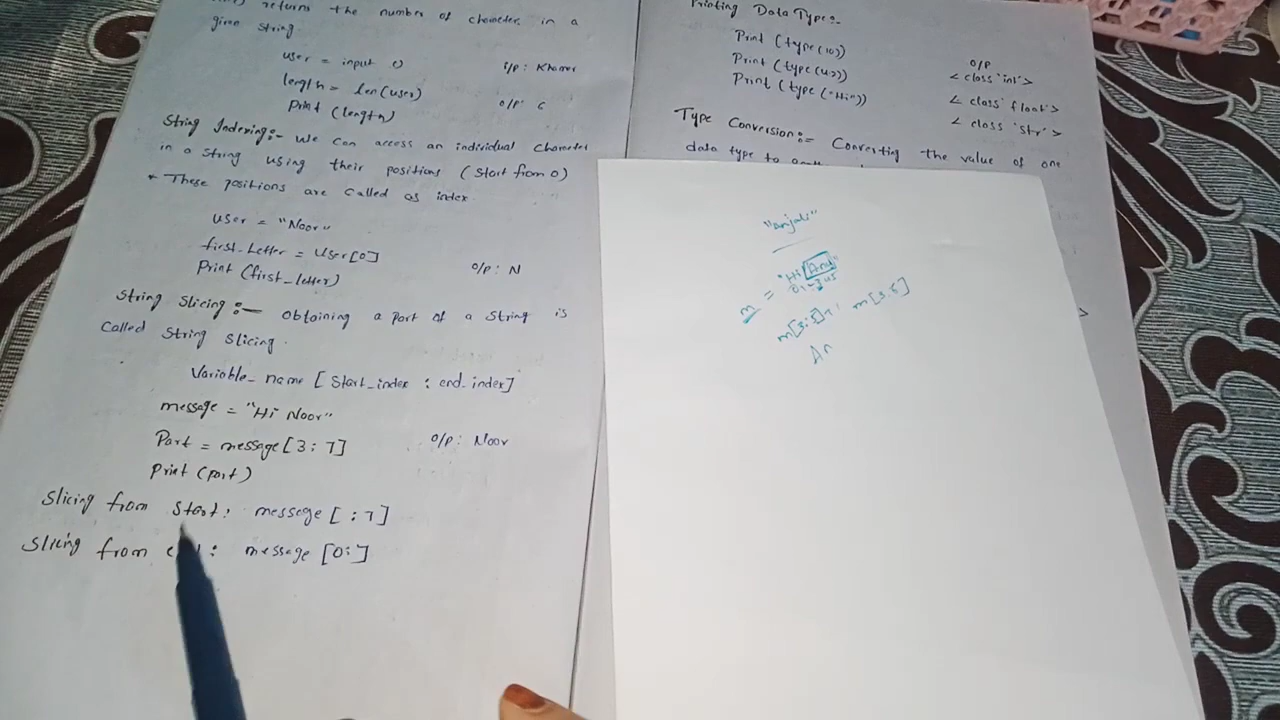 returns the number of character in a
given string
user = input ()
i/p: Khamer
length = len(user)
Print (length)
o/p:
String Indexing:- We can access an individual character
in a string using their positions (start from 0)
* These positions are called as index.
user = "Noor"
first_letter = user[0]
Print (first_letter)
o/p: N
String Slicing:- obtaining a part of a string is
called string slicing.
Variable_name [start_index : end_index]
message = "Hi Noor"
Part = message[3:7]
o/p: Noor
Print (part)
Slicing from start: message[:7]
Slicing from message [0:]
Printing Data Type:-
Print (type(10))
Print (type(4.2))
Print (type("Hi"))
o/p
<class 'int'>
< class 'float'>
< class 'str'>
Type Conversion:- Converting the value of one
data type to
"anjali"
m = "Hi Anu"
m[3:5] m[3:6]
An